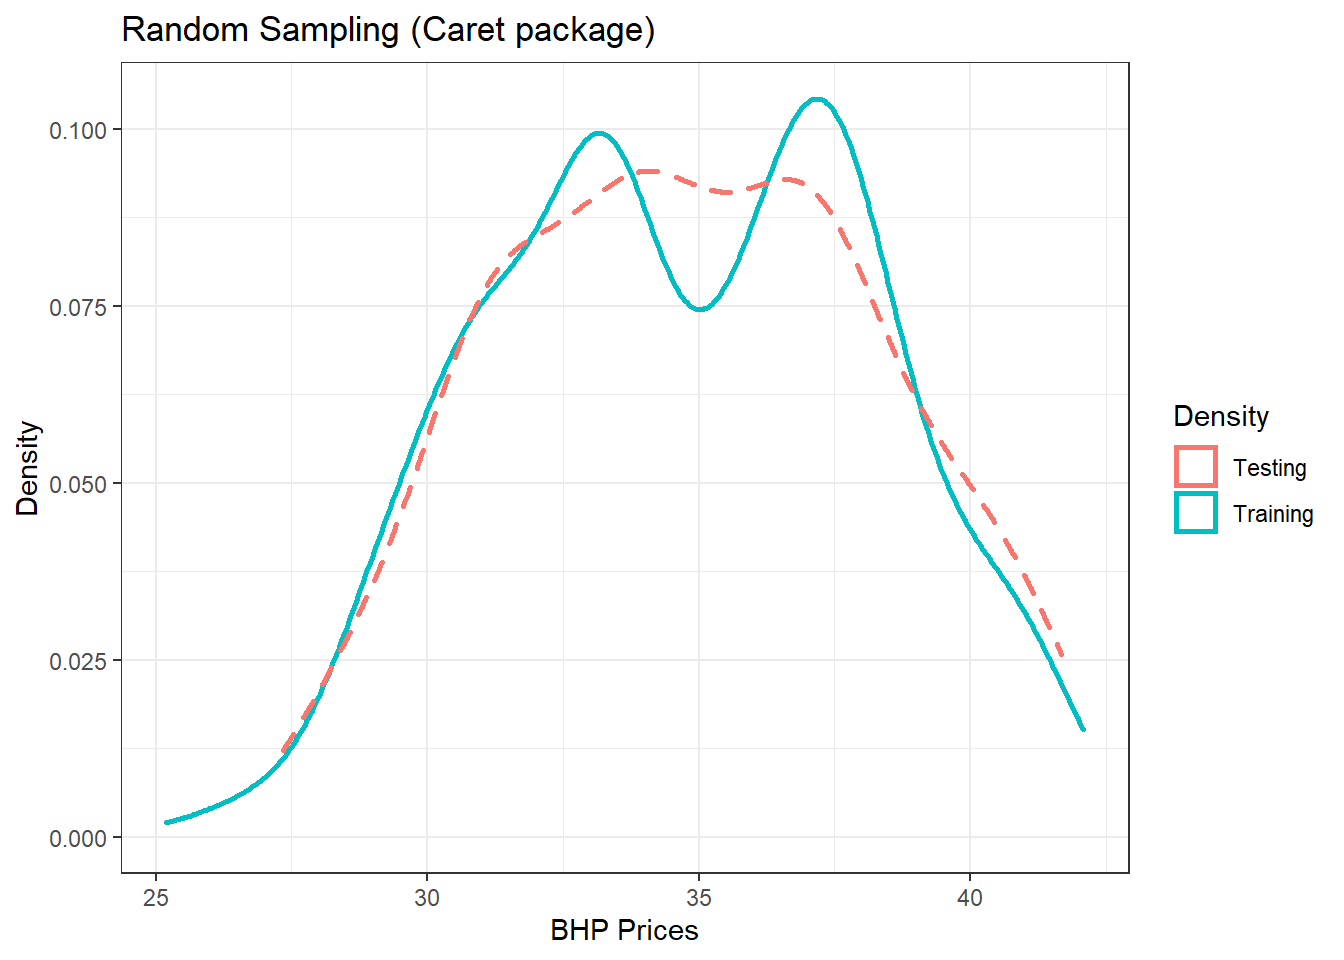 Random Sampling (Caret package)
0.100
0.075
0.050
0.025
0.000
Density
25 30 35 40
BHP Prices
Density
Testing
Training